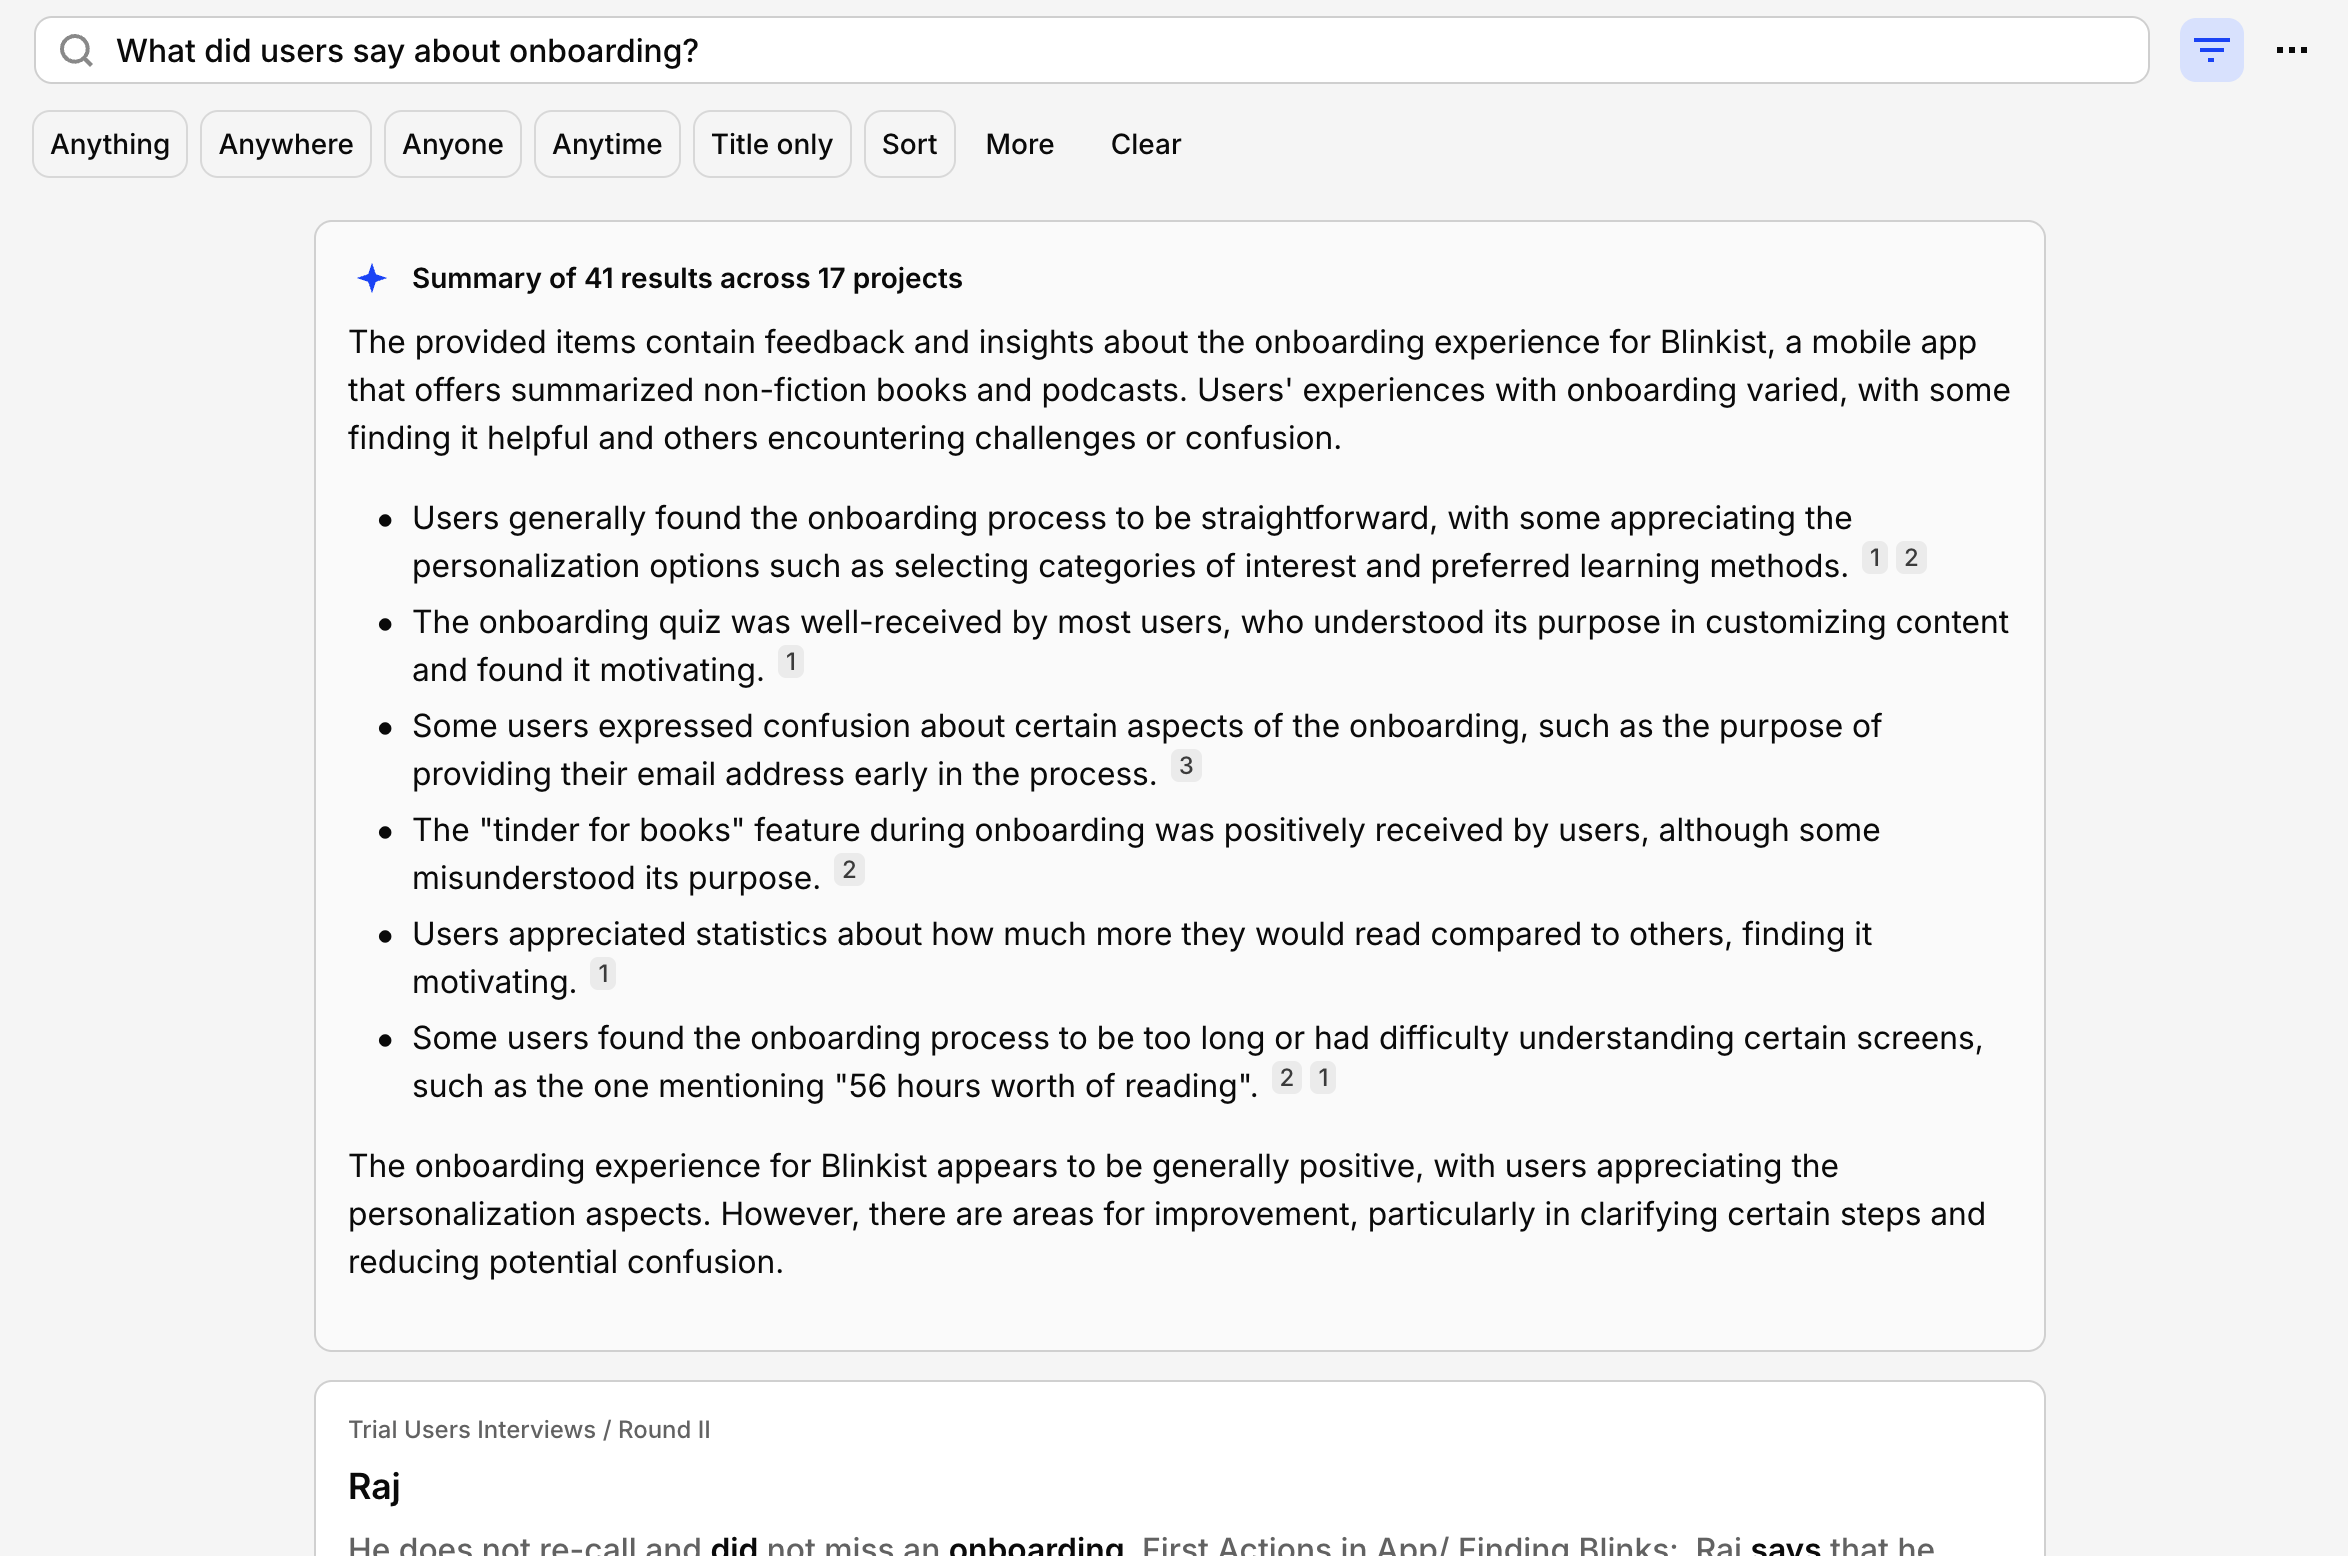 What did users say about onboarding?
Anything Anywhere Anyone Anytime Title only Sort More Clear
Summary of 41 results across 17 projects
The provided items contain feedback and insights about the onboarding experience for Blinkist, a mobile app
that offers summarized non-fiction books and podcasts. Users' experiences with onboarding varied, with some
finding it helpful and others encountering challenges or confusion.
• Users generally found the onboarding process to be straightforward, with some appreciating the
personalization options such as selecting categories of interest and preferred learning methods. 1 2
• The onboarding quiz was well-received by most users, who understood its purpose in customizing content
and found it motivating. 1
• Some users expressed confusion about certain aspects of the onboarding, such as the purpose of
providing their email address early in the process. 3
• The "tinder for books" feature during onboarding was positively received by users, although some
misunderstood its purpose. 2
• Users appreciated statistics about how much more they would read compared to others, finding it
motivating. 1
• Some users found the onboarding process to be too long or had difficulty understanding certain screens,
such as the one mentioning "56 hours worth of reading". 2 1
The onboarding experience for Blinkist appears to be generally positive, with users appreciating the
personalization aspects. However, there are areas for improvement, particularly in clarifying certain steps and
reducing potential confusion.
Trial Users Interviews / Round II
Raj
He does not re-call and did not miss an onboarding. First Actions in App/ Finding Blinks: Raj says that he